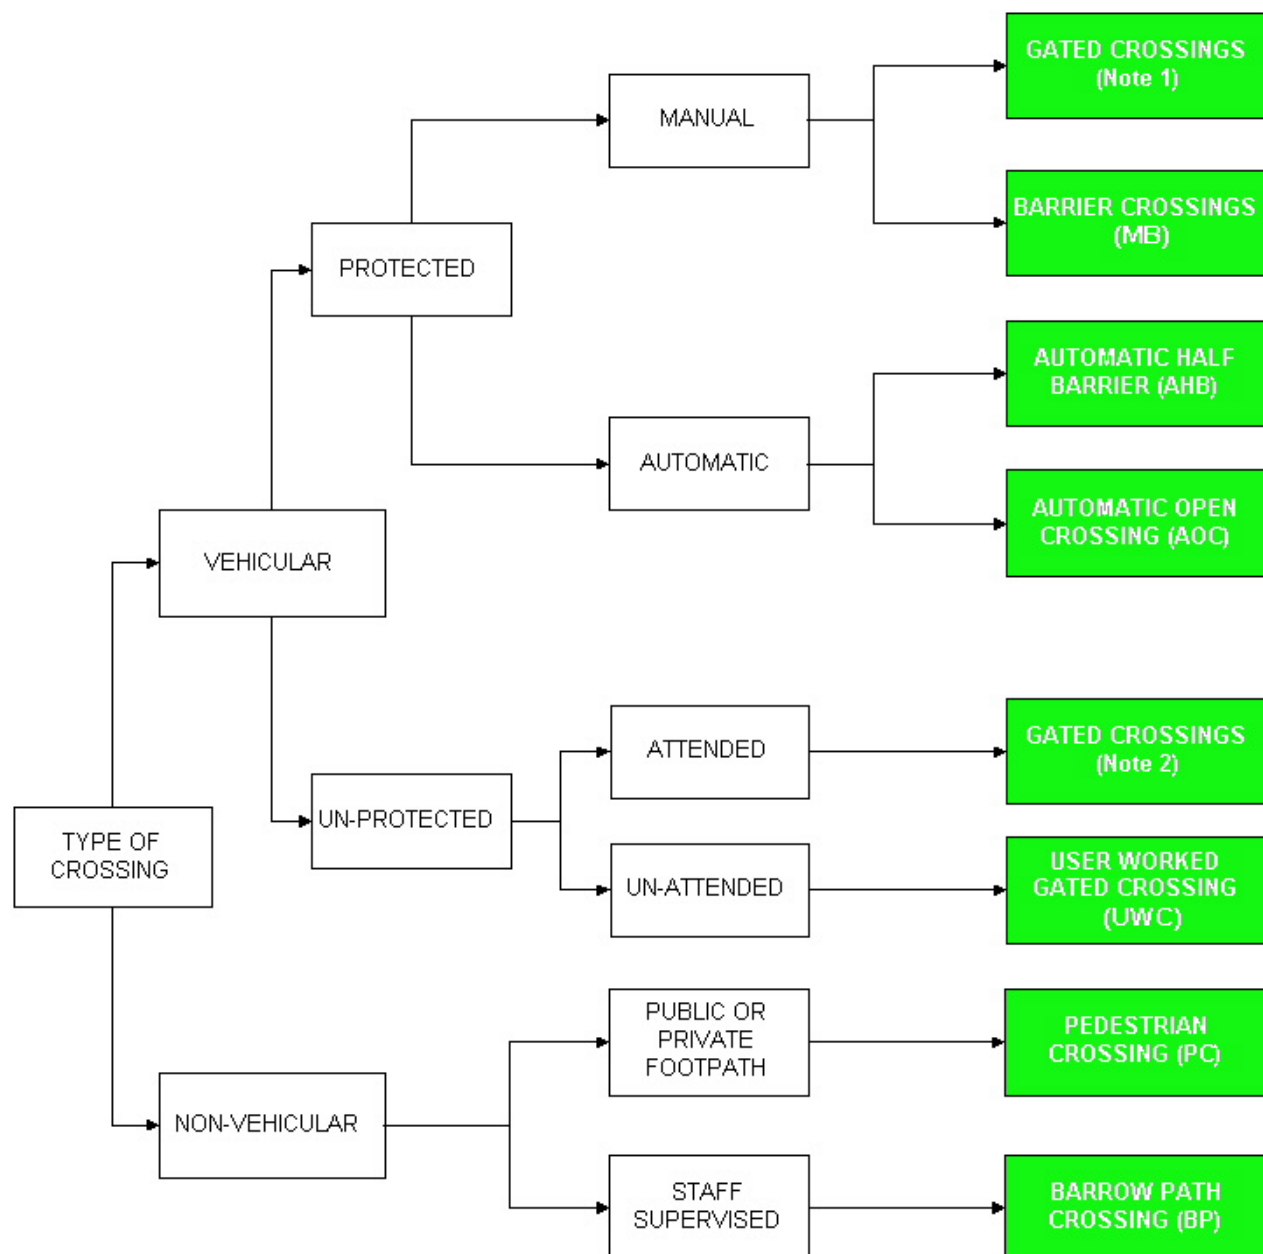 GATED CROSSINGS
(Note 1)
MANUAL
BARRIER CROSSINGS
(MB)
PROTECTED
AUTOMATIC HALF
BARRIER (AHB)
AUTOMATIC
AUTOMATIC OPEN
CROSSING (AOC)
VEHICULAR
GATED CROSSINGS
(Note 2)
ATTENDED
UN-PROTECTED
TYPE OF
CROSSING
UN-ATTENDED
USER WORKED
GATED CROSSING
(UWC)
PUBLIC OR
PRIVATE
FOOTPATH
PEDESTRIAN
CROSSING (PC)
NON-VEHICULAR
STAFF
SUPERVISED
BARROW PATH
CROSSING (BP)